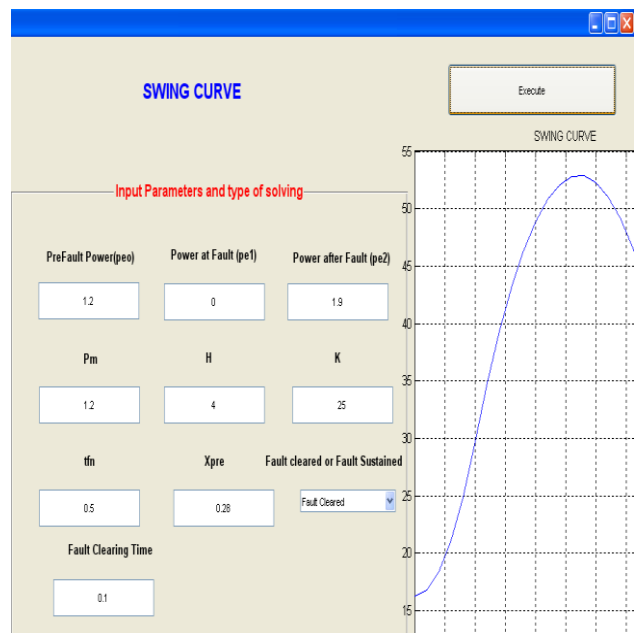 SWING CURVE
Execute
SWING CURVE
Input Parameters and type of solving
PreFault Power(peo)
Power at Fault (pe1)
Power after Fault (pe2)
1.2
0
1.9
Pm
H
K
1.2
4
25
tfn
Xpre
Fault cleared or Fault Sustained
0.5
0.28
Fault Cleared
Fault Clearing Time
0.1
55
50
45
40
35
30
25
20
15